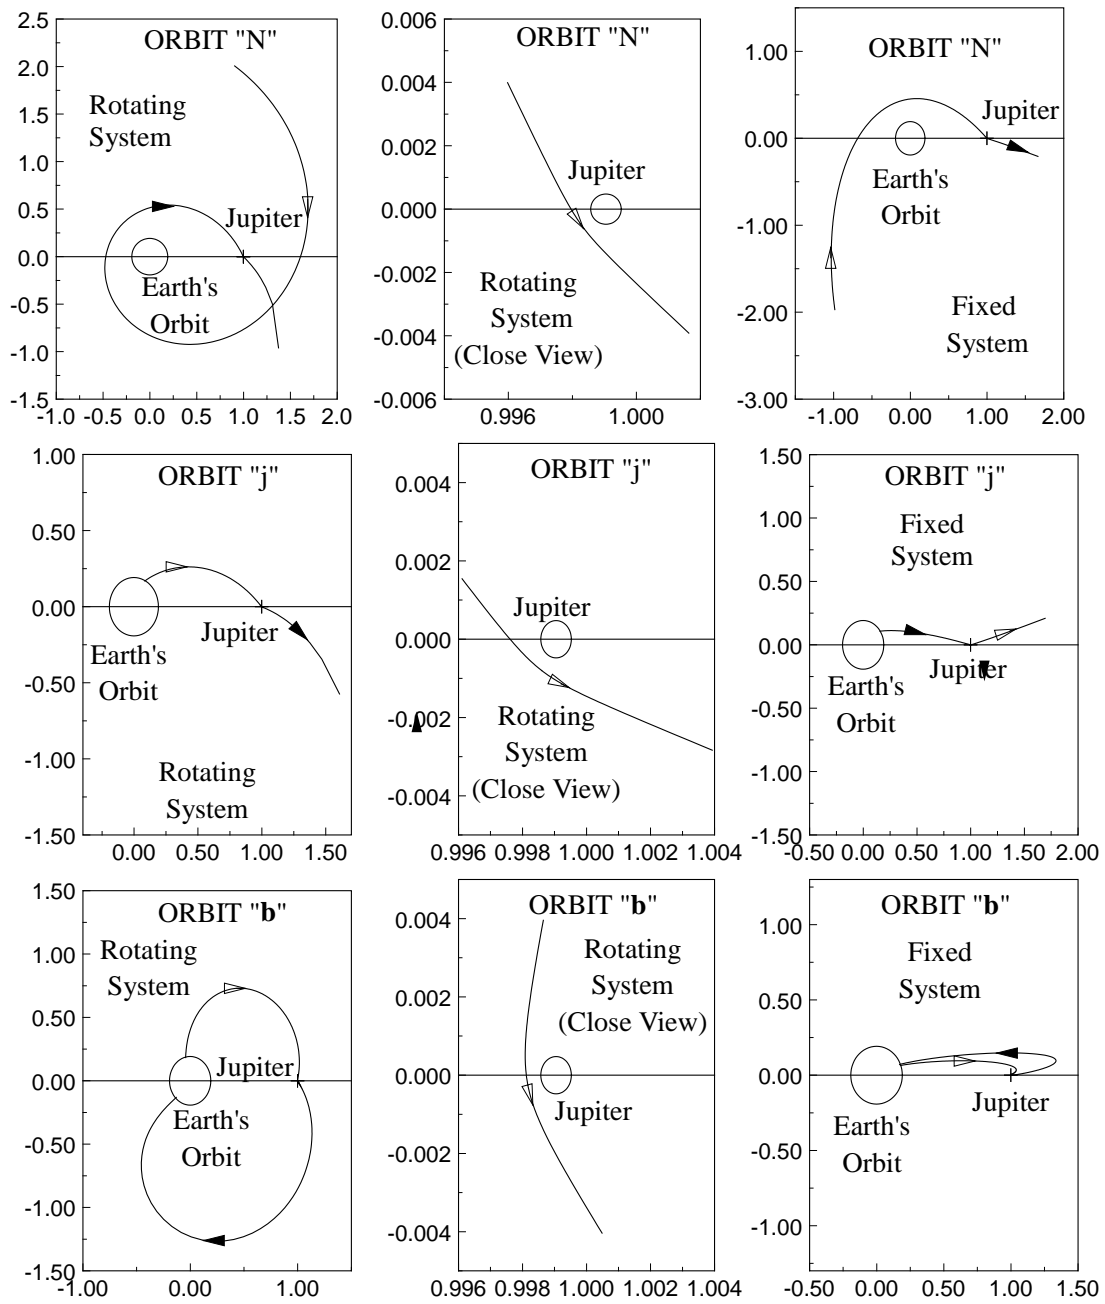 ORBIT "N"
Rotating
System
Jupiter
Earth's
Orbit
2.5
2.0
1.5
1.0
0.5
0.0
-0.5
-1.0
-1.5
-1.0
-0.5
0.0
0.5
1.0
1.5
2.0
ORBIT "N"
Jupiter
Rotating
System
(Close View)
0.006
0.004
0.002
0.000
-0.002
-0.004
-0.006
0.996
1.000
ORBIT "N"
Jupiter
Earth's
Orbit
Fixed
System
1.00
0.00
-1.00
-2.00
-3.00
-1.00
0.00
1.00
2.00
ORBIT "j"
Jupiter
Earth's
Orbit
Rotating
System
1.00
0.50
0.00
-0.50
-1.00
-1.50
0.00
0.50
1.00
1.50
ORBIT "j"
Jupiter
Rotating
System
(Close View)
0.004
0.002
0.000
-0.002
-0.004
0.996
0.998
1.000
1.002
1.004
ORBIT "j"
Fixed
System
Jupiter
Earth's
Orbit
1.50
1.00
0.50
0.00
-0.50
-1.00
-1.50
-0.50
0.00
0.50
1.00
1.50
2.00
ORBIT "b"
Rotating
System
Jupiter
Earth's
Orbit
1.50
1.00
0.50
0.00
-0.50
-1.00
-1.50
-1.00
0.00
1.00
ORBIT "b"
Rotating
System
(Close View)
Jupiter
0.004
0.002
0.000
-0.002
-0.004
0.996
0.998
1.000
1.002
1.004
ORBIT "b"
Fixed
System
Jupiter
Earth's
Orbit
1.00
0.50
0.00
-0.50
-1.00
-0.50
0.00
0.50
1.00
1.50